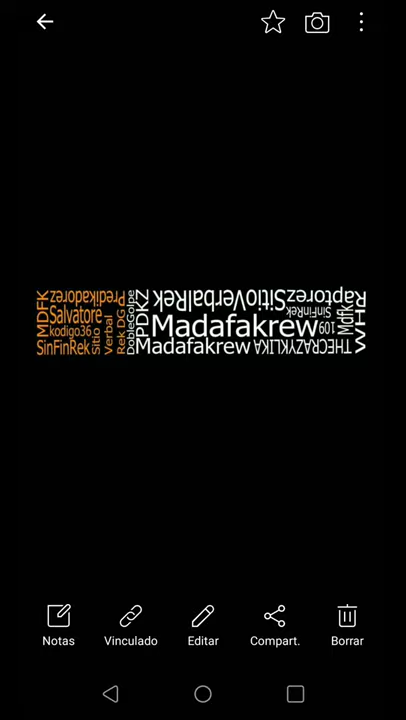 MDFK
Predikadorez
Salvatore
kodigo36
SinFinRek
Sitio
Verbal
Rek DG
DobleGolpe
PDKZ
SitioVerbalRek
Raptorez
SinFinRek
Madafakrew
109
Mdfk
Madafakrew
THECRAZYKLIKA
Notas
Vinculado
Editar
Compart.
Borrar